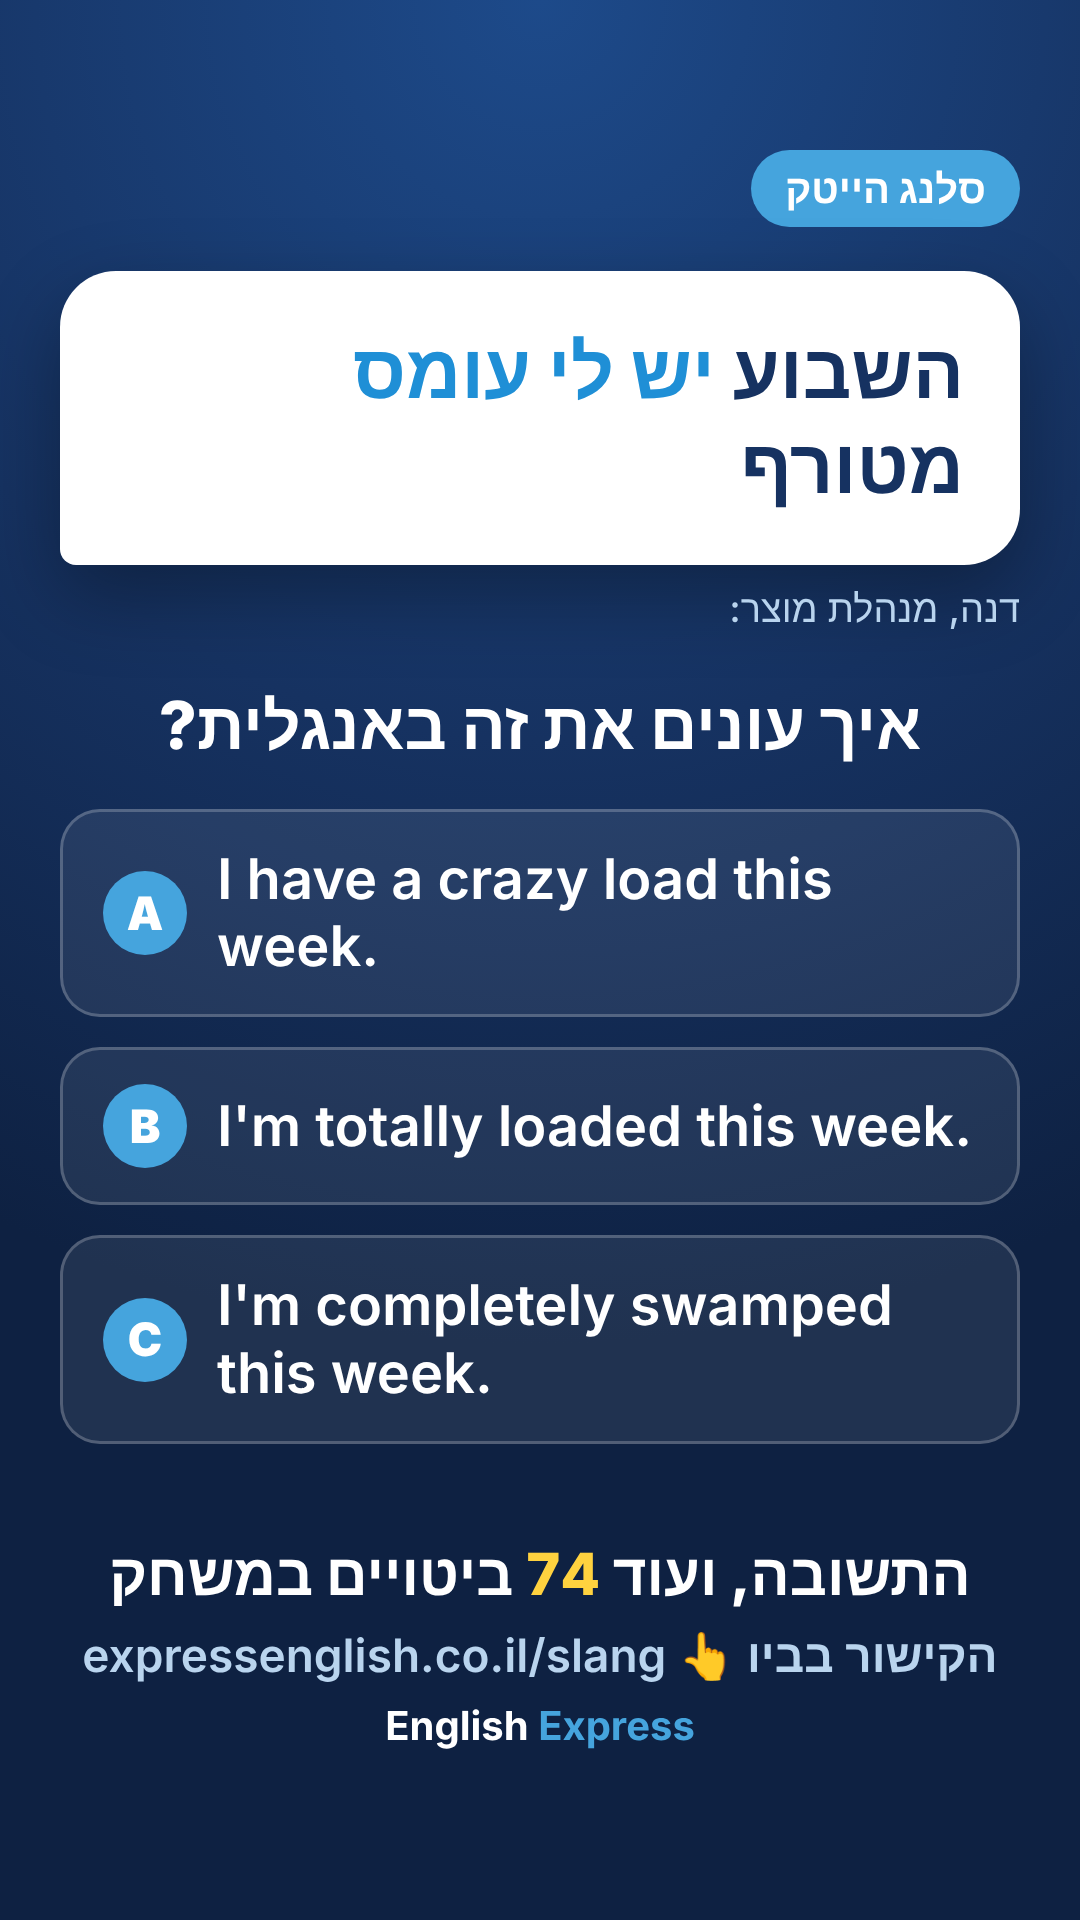 סלנג הייטק
השבוע יש לי עומס
מטורף
דנה, מנהלת מוצר:
איך עונים את זה באנגלית?
A I have a crazy load this
week.
B I'm totally loaded this week.
C I'm completely swamped
this week.
התשובה, ועוד 74 ביטויים במשחק
הקישור בביו 👆 expressenglish.co.il/slang
English Express